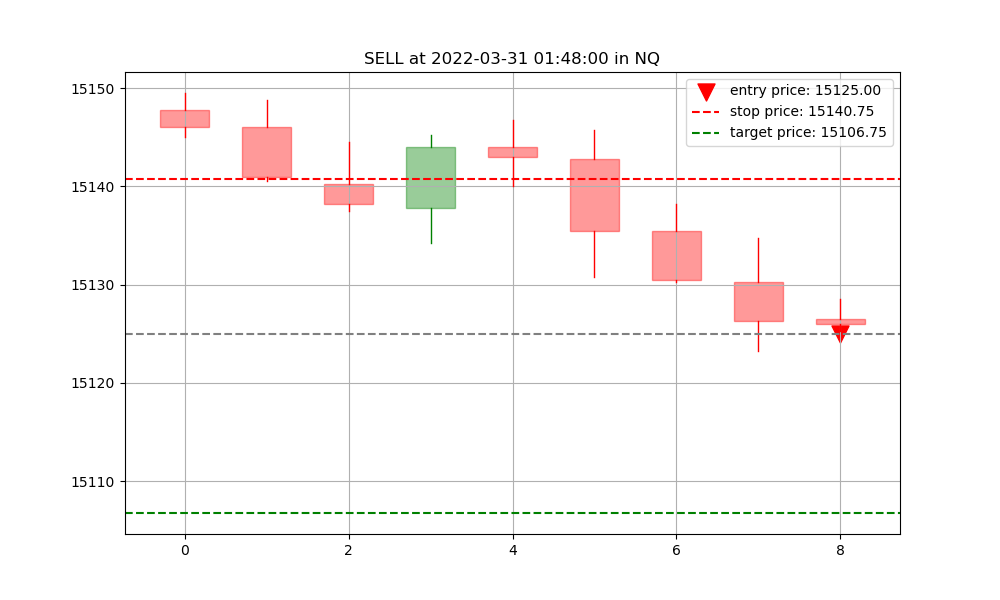 SELL at 2022-03-31 01:48:00 in NQ
entry price: 15125.00
stop price: 15140.75
target price: 15106.75
15150
15140
15130
15120
15110
0 2 4 6 8